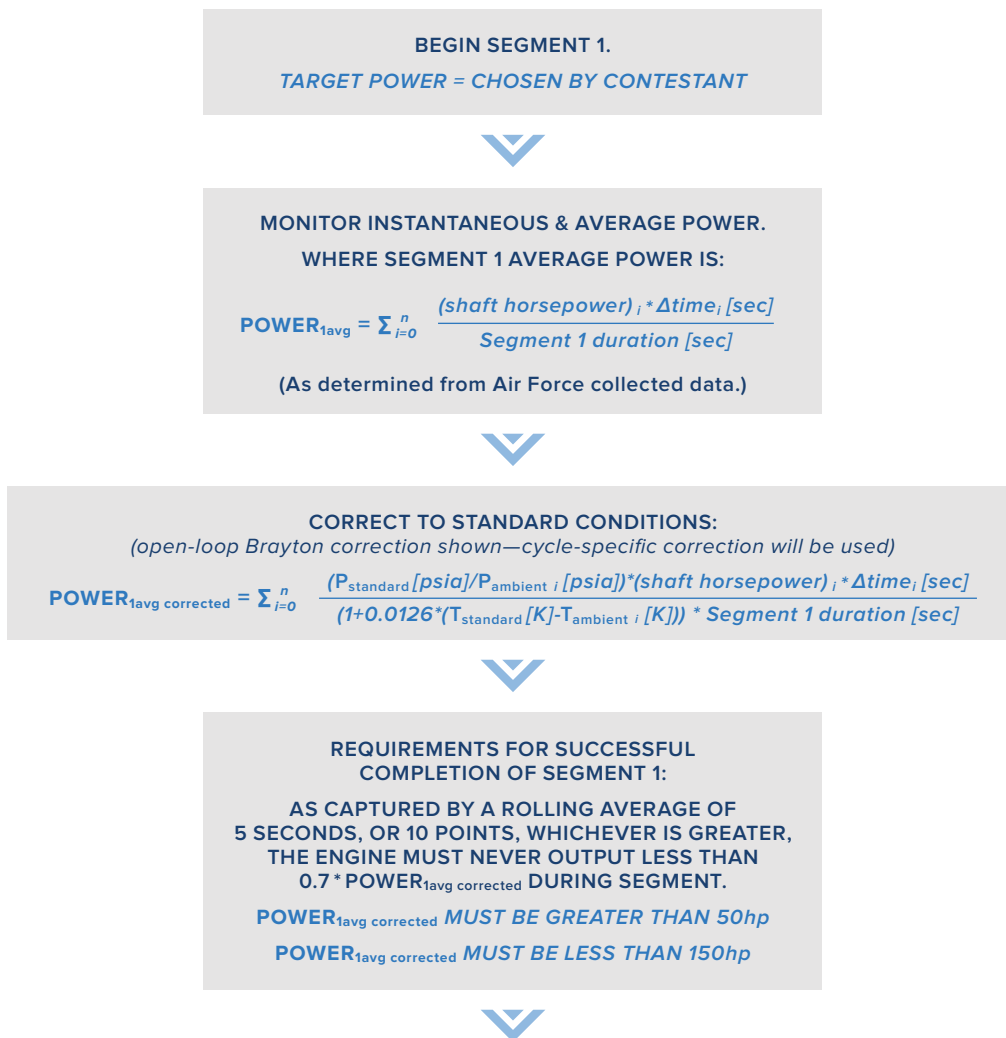 BEGIN SEGMENT 1.
TARGET POWER = CHOSEN BY CONTESTANT
MONITOR INSTANTANEOUS & AVERAGE POWER.
WHERE SEGMENT 1 AVERAGE POWER IS:
POWER1avg = Σ n i=0 (shaft horsepower) i * Δtimei [sec]
Segment 1 duration [sec]
(As determined from Air Force collected data.)
CORRECT TO STANDARD CONDITIONS:
(open-loop Brayton correction shown—cycle-specific correction will be used)
POWER1avg corrected = Σ n i=0 (Pstandard [psia]/Pambient i [psia])*(shaft horsepower) i * Δtimei [sec]
(1+0.0126*(Tstandard [K]-Tambient i [K])) * Segment 1 duration [sec]
REQUIREMENTS FOR SUCCESSFUL
COMPLETION OF SEGMENT 1:
AS CAPTURED BY A ROLLING AVERAGE OF
5 SECONDS, OR 10 POINTS, WHICHEVER IS GREATER,
THE ENGINE MUST NEVER OUTPUT LESS THAN
0.7 * POWER1avg corrected DURING SEGMENT.
POWER1avg corrected MUST BE GREATER THAN 50hp
POWER1avg corrected MUST BE LESS THAN 150hp